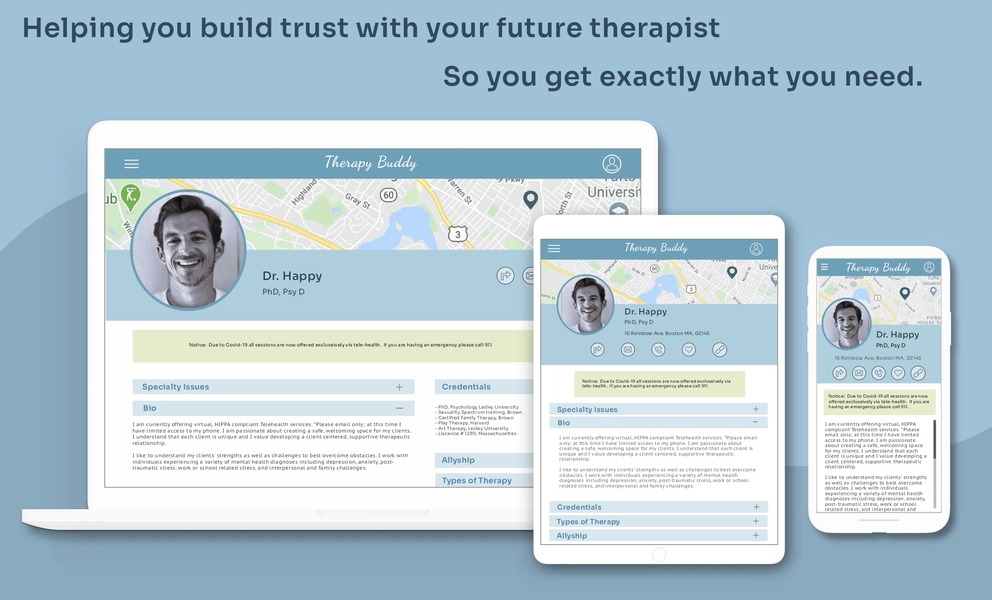 Helping you build trust with your future therapist
So you get exactly what you need.
Therapy Buddy
Highland
Gray St
60
Warren St
Pkwy
North St
Tufts
Universi
ub
3
Dr. Happy
PhD, Psy D
Notice: Due to Covid-19 all sessions are now offered exclusively via tele-health. If you are having an emergency please call 911.
Specialty Issues +
Bio −
I am currently offering virtual, HIPPA compliant Telehealth services. "Please email only; at this time I
have limited access to my phone. I am passionate about creating a safe, welcoming space for my clients.
I understand that each client is unique and I value developing a client centered, supportive therapeutic
relationship.
I like to understand my clients' strengths as well as challenges to best overcome obstacles. I work with
individuals experiencing a variety of mental health diagnoses including depression, anxiety, post-
traumatic stress, work or school related stress, and interpersonal and family challenges.
Credentials
- PhD, Psychology Lesley University
- Sexuality Spectrum training, Brown
- Certified Family Therapy, Brown
- Play Therapy, Harvard
- Art Therapy, Lesley University
- Liscence # 1289, Massachusettes
Allyship
Types of Therapy
Therapy Buddy
60
3
Unive
Dr. Happy
PhD, Psy D
16 Rainbow Ave. Boston MA, 02145
Notice: Due to Covid-19 all sessions are now offered exclusively via
tele-health. If you are having an emergency please call 911.
Specialty Issues +
Bio −
I am currently offering virtual, HIPPA compliant Telehealth services. "Please email
only; at this time I have limited access to my phone. I am passionate about
creating a safe, welcoming space for my clients. I understand that each client is
unique and I value developing a client centered, supportive therapeutic
relationship.
I like to understand my clients' strengths as well as challenges to best overcome
obstacles. I work with individuals experiencing a variety of mental health
diagnoses including depression, anxiety, post-traumatic stress, work or school
related stress, and interpersonal and family challenges.
Credentials +
Types of Therapy +
Allyship +
Therapy Buddy
Dr. Happy
PhD, Psy D
16 Rainbow Ave. Boston MA, 02145
Notice: Due to Covid-19 all sessions are now
offered exclusively via tele-health. If you are
having an emergency please call 911.
I am currently offering virtual, HIPPA
compliant Telehealth services. "Please
email only; at this time I have limited
access to my phone. I am passionate
about creating a safe, welcoming space
for my clients. I understand that each
client is unique and I value developing a
client centered, supportive therapeutic
relationship.
I like to understand my clients' strengths
as well as challenges to best overcome
obstacles. I work with individuals
experiencing a variety of mental health
diagnoses including depression, anxiety,
post-traumatic stress, work or school
related stress, and interpersonal and